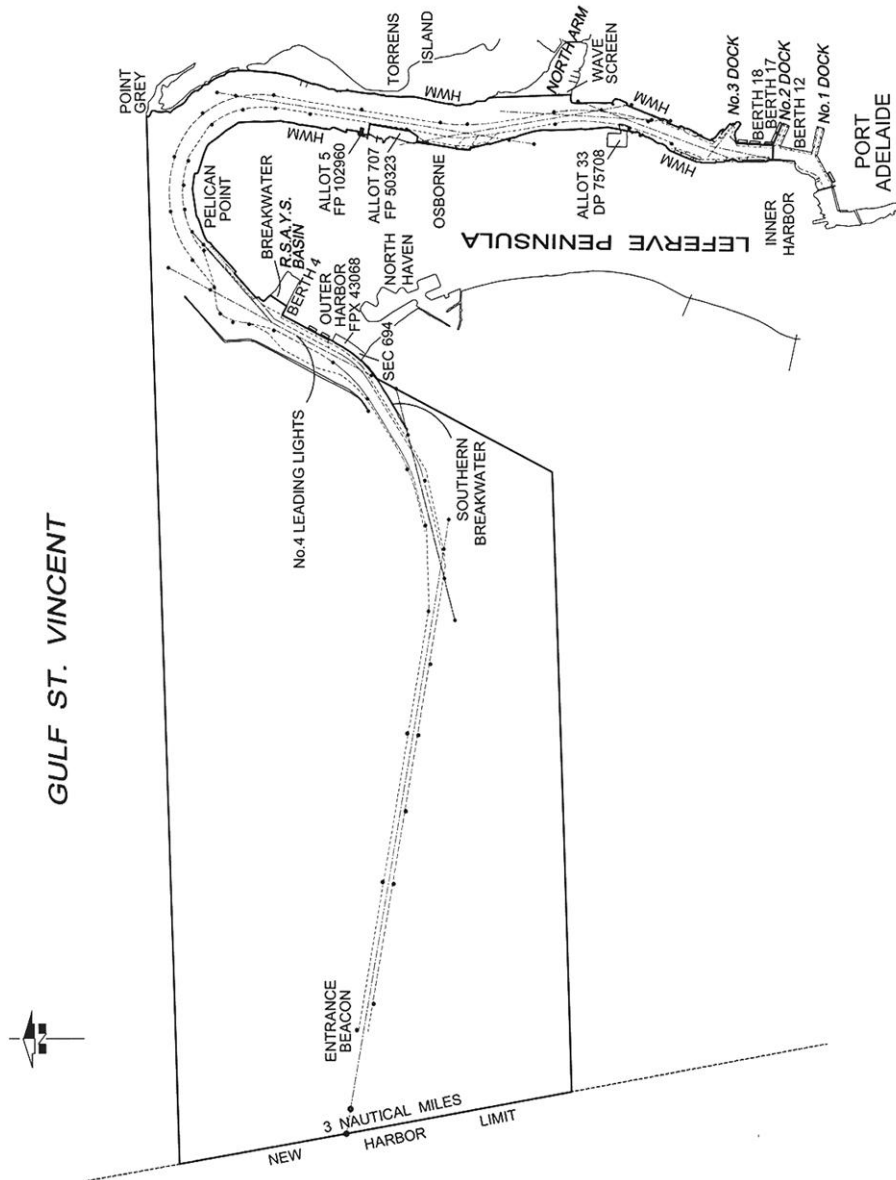 GULF ST. VINCENT
N
POINT
GREY
TORRENS
ISLAND
NORTH ARM
WAVE
SCREEN
HWM
HWM
HWM
HWM
No.3 DOCK
BERTH 18
BERTH 17
No.2 DOCK
BERTH 12
No.1 DOCK
PORT
ADELAIDE
INNER
HARBOR
LEFERVE PENINSULA
ALLOT 33
DP 75708
OSBORNE
ALLOT 707
FP 50323
ALLOT 5
FP 102960
PELICAN
POINT
BREAKWATER
R.S.A.Y.S.
BASIN
BERTH 4
OUTER
HARBOR
FPX 43068
SEC 694
NORTH
HAVEN
No.4 LEADING LIGHTS
SOUTHERN
BREAKWATER
ENTRANCE
BEACON
3 NAUTICAL MILES
NEW HARBOR LIMIT